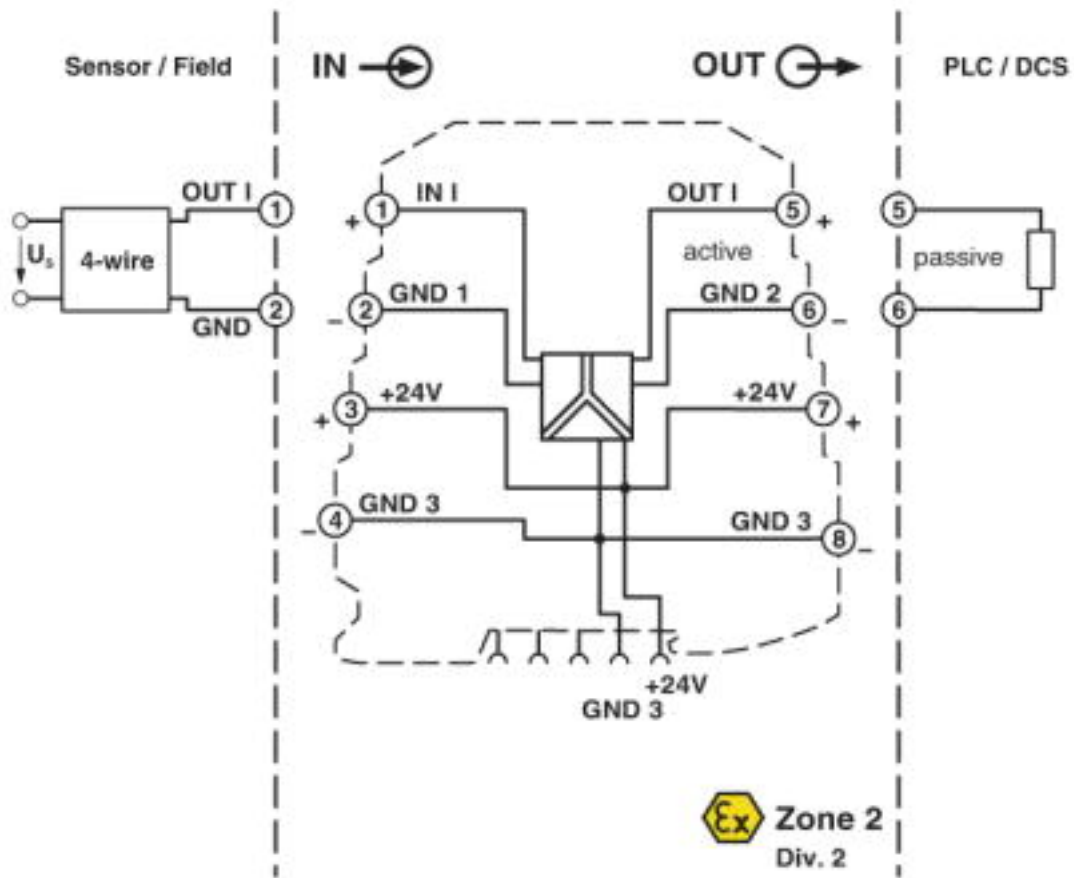 Sensor / Field
IN
OUT
PLC / DCS
OUT I
1
1
IN I
OUT I
5
5
+
+
Us
4-wire
active
passive
GND
2
2
GND 1
GND 2
6
6
-
-
3
+24V
+24V
7
+
+
4
GND 3
GND 3
8
-
-
+24V
GND 3
Ex
Zone 2
Div. 2